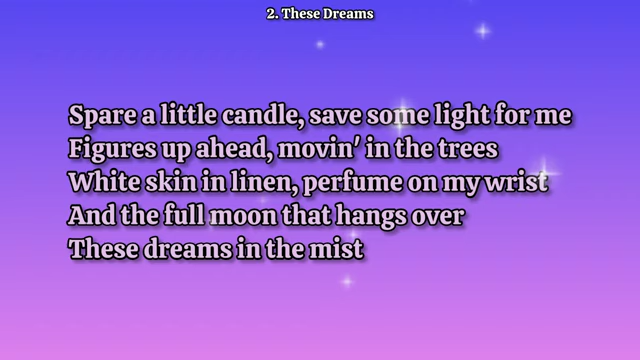 2. These Dreams
Spare a little candle, save some light for me
Figures up ahead, movin' in the trees
White skin in linen, perfume on my wrist
And the full moon that hangs over
These dreams in the mist